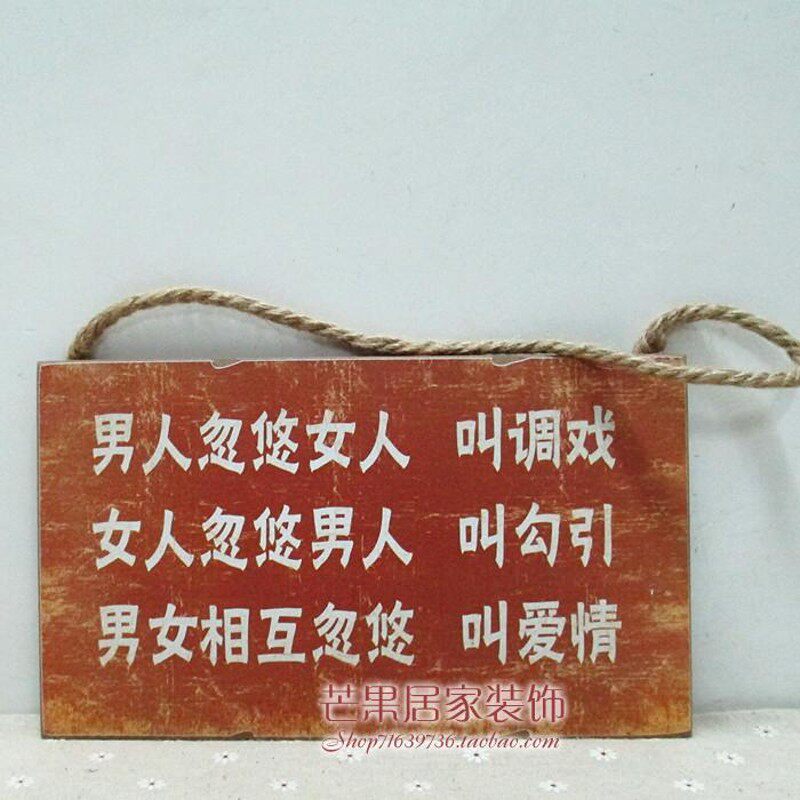 男人忽悠女人 叫调戏
女人忽悠男人 叫勾引
男女相互忽悠 叫爱情
芒果居家装饰
Shop71639736.taobao.com